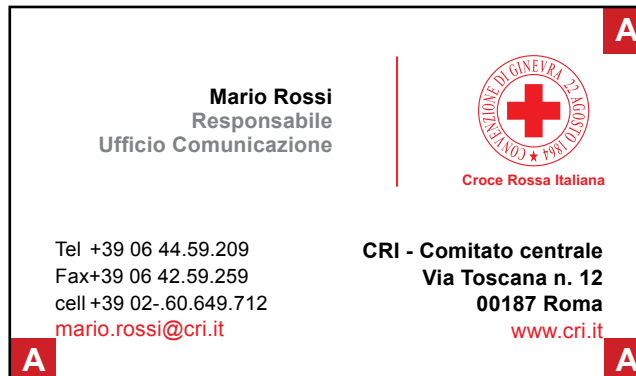 A
Mario Rossi
Responsabile
Ufficio Comunicazione
CONVENZIONE DI GINEVRA 22 AGOSTO 1864
Croce Rossa Italiana
Tel +39 06 44.59.209
Fax+39 06 42.59.259
cell +39 02-.60.649.712
mario.rossi@cri.it
CRI - Comitato centrale
Via Toscana n. 12
00187 Roma
www.cri.it
A
A